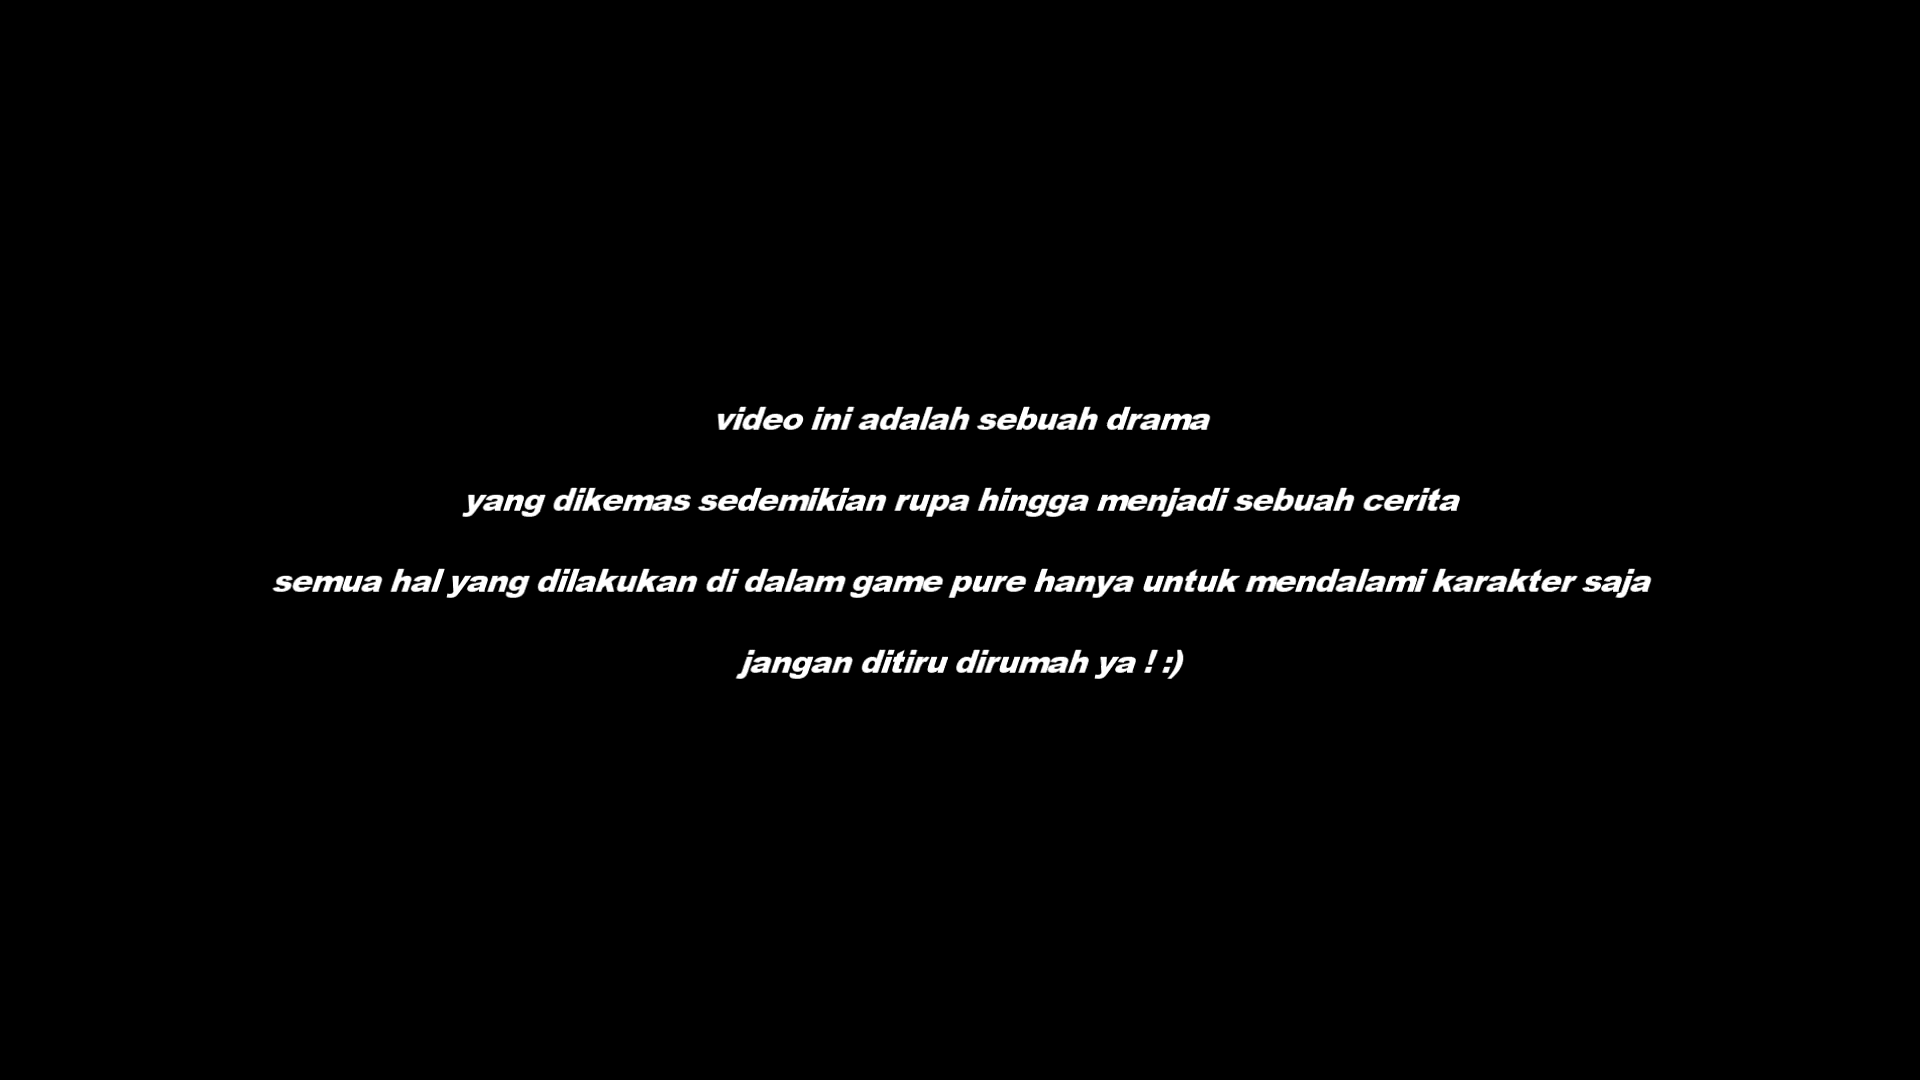 video ini adalah sebuah drama
yang dikemas sedemikian rupa hingga menjadi sebuah cerita
semua hal yang dilakukan di dalam game pure hanya untuk mendalami karakter saja
jangan ditiru dirumah ya ! :)